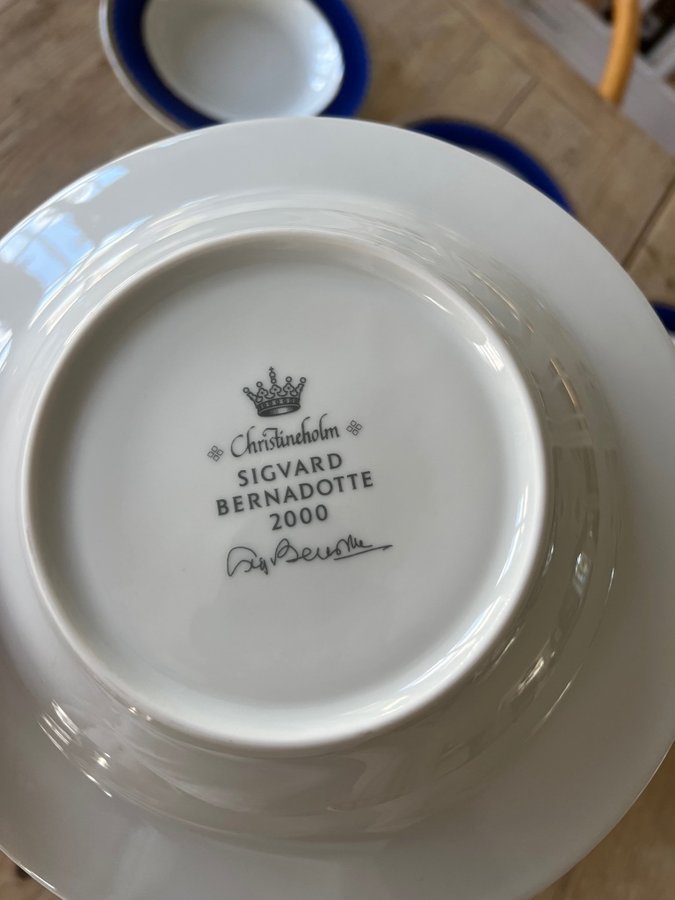 Christineholm
SIGVARD
BERNADOTTE
2000